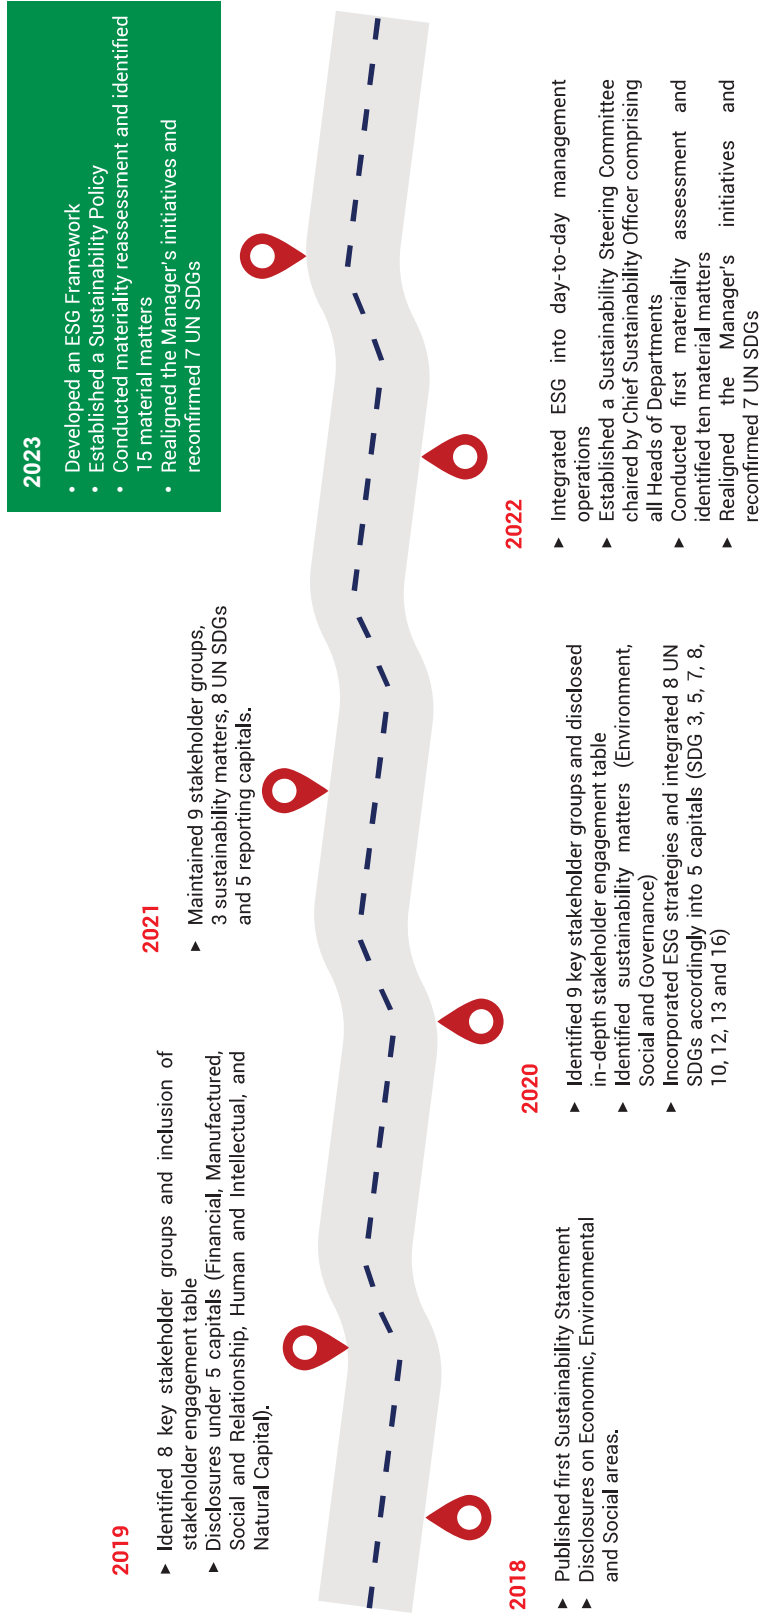 2018
► Published first Sustainability Statement
► Disclosures on Economic, Environmental
and Social areas.
2019
► Identified 8 key stakeholder groups and inclusion of
stakeholder engagement table
► Disclosures under 5 capitals (Financial, Manufactured,
Social and Relationship, Human and Intellectual, and
Natural Capital).
2020
► Identified 9 key stakeholder groups and disclosed
in-depth stakeholder engagement table
► Identified sustainability matters (Environment,
Social and Governance)
► Incorporated ESG strategies and integrated 8 UN
SDGs accordingly into 5 capitals (SDG 3, 5, 7, 8,
10, 12, 13 and 16)
2021
► Maintained 9 stakeholder groups,
3 sustainability matters, 8 UN SDGs
and 5 reporting capitals.
2022
► Integrated ESG into day-to-day management
operations
► Established a Sustainability Steering Committee
chaired by Chief Sustainability Officer comprising
all Heads of Departments
► Conducted first materiality assessment and
identified ten material matters
► Realigned the Manager's initiatives and
reconfirmed 7 UN SDGs
2023
• Developed an ESG Framework
• Established a Sustainability Policy
• Conducted materiality reassessment and identified
15 material matters
• Realigned the Manager's initiatives and
reconfirmed 7 UN SDGs